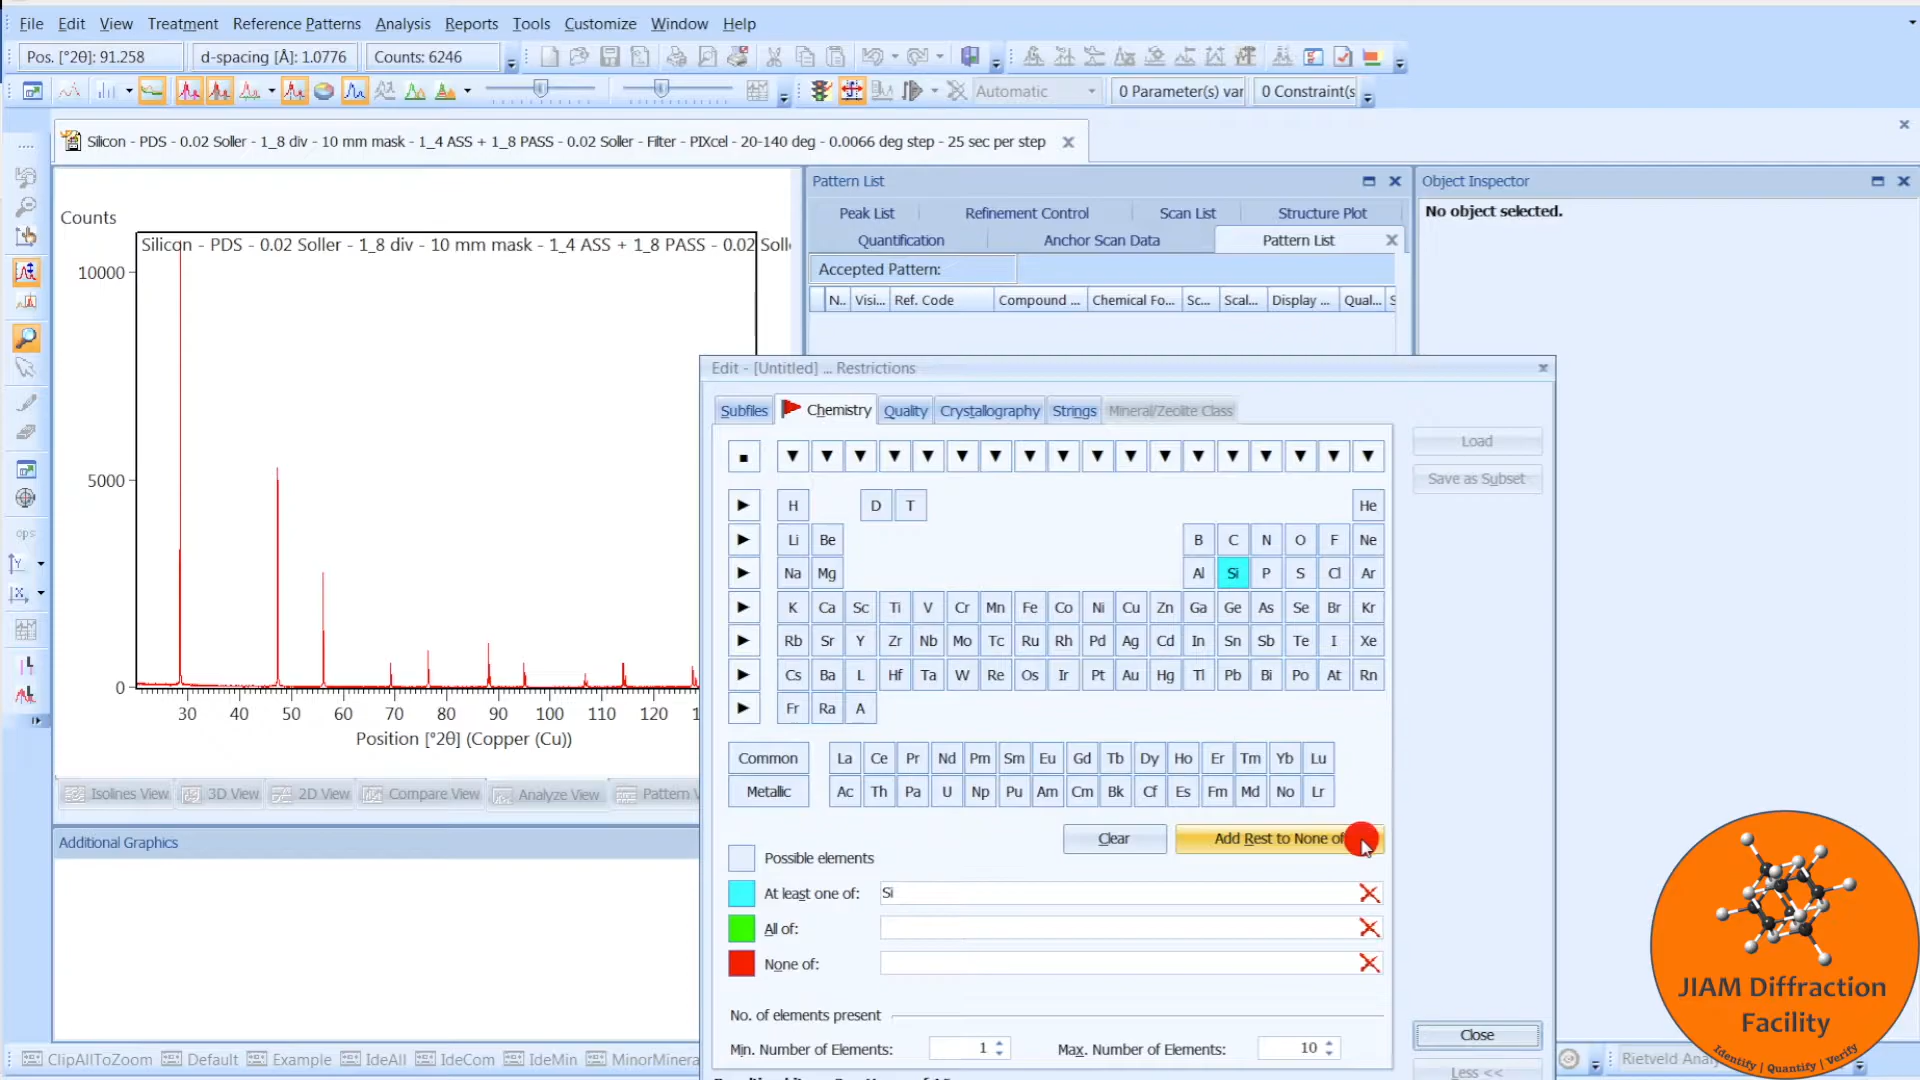 File Edit View Treatment Reference Patterns Analysis Reports Tools Customize Window Help
Pos. [°2θ]: 91.258 d-spacing [Å]: 1.0776 Counts: 6246
Automatic 0 Parameter(s) var 0 Constraint(s
Silicon - PDS - 0.02 Soller - 1_8 div - 10 mm mask - 1_4 ASS + 1_8 PASS - 0.02 Soller - Filter - PIXcel - 20-140 deg - 0.0066 deg step - 25 sec per step
Pattern List
Object Inspector
Peak List Refinement Control Scan List Structure Plot
No object selected.
Quantification Anchor Scan Data Pattern List
Accepted Pattern:
N.. Visi... Ref. Code Compound ... Chemical Fo... Sc... Scal... Display ... Qual... S
Counts
Silicon - PDS - 0.02 Soller - 1_8 div - 10 mm mask - 1_4 ASS + 1_8 PASS - 0.02 Soll
10000
5000
0
30 40 50 60 70 80 90 100 110 120 1
Position [°2θ] (Copper (Cu))
ops
Isolines View 3D View 2D View Compare View Analyze View Pattern V
Additional Graphics
Edit - [Untitled] ... Restrictions
Subfiles Chemistry Quality Crystallography Strings Mineral/Zeolite Class
Load
Save as Subset
H D T He
Li Be B C N O F Ne
Na Mg Al Si P S Cl Ar
K Ca Sc Ti V Cr Mn Fe Co Ni Cu Zn Ga Ge As Se Br Kr
Rb Sr Y Zr Nb Mo Tc Ru Rh Pd Ag Cd In Sn Sb Te I Xe
Cs Ba L Hf Ta W Re Os Ir Pt Au Hg Tl Pb Bi Po At Rn
Fr Ra A
Common La Ce Pr Nd Pm Sm Eu Gd Tb Dy Ho Er Tm Yb Lu
Metallic Ac Th Pa U Np Pu Am Cm Bk Cf Es Fm Md No Lr
Clear Add Rest to None of
Possible elements
At least one of: Si
All of:
None of:
No. of elements present
Min. Number of Elements: 1 Max. Number of Elements: 10
Close
Less <<
ClipAllToZoom Default Example IdeAll IdeCom IdeMin MinorMinera
Rietveld Anal
JIAM Diffraction
Facility
Identify | Quantify | Verify